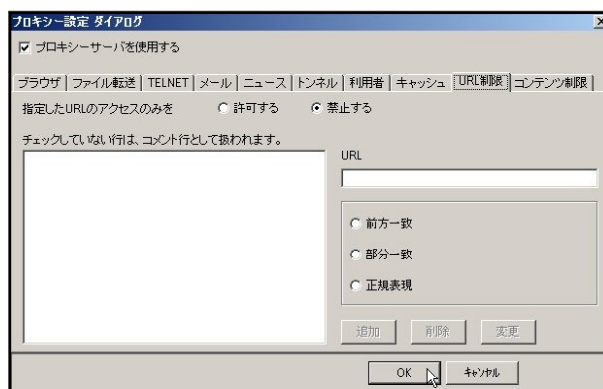 プロキシー設定 ダイアログ
プロキシーサーバを使用する
ブラウザ ファイル転送 TELNET メール ニュース トンネル 利用者 キャッシュ URL制限 コンテンツ制限
指定したURLのアクセスのみを 許可する 禁止する
チェックしていない行は、コメント行として扱われます。
URL
前方一致
部分一致
正規表現
追加 削除 変更
OK キャンセル